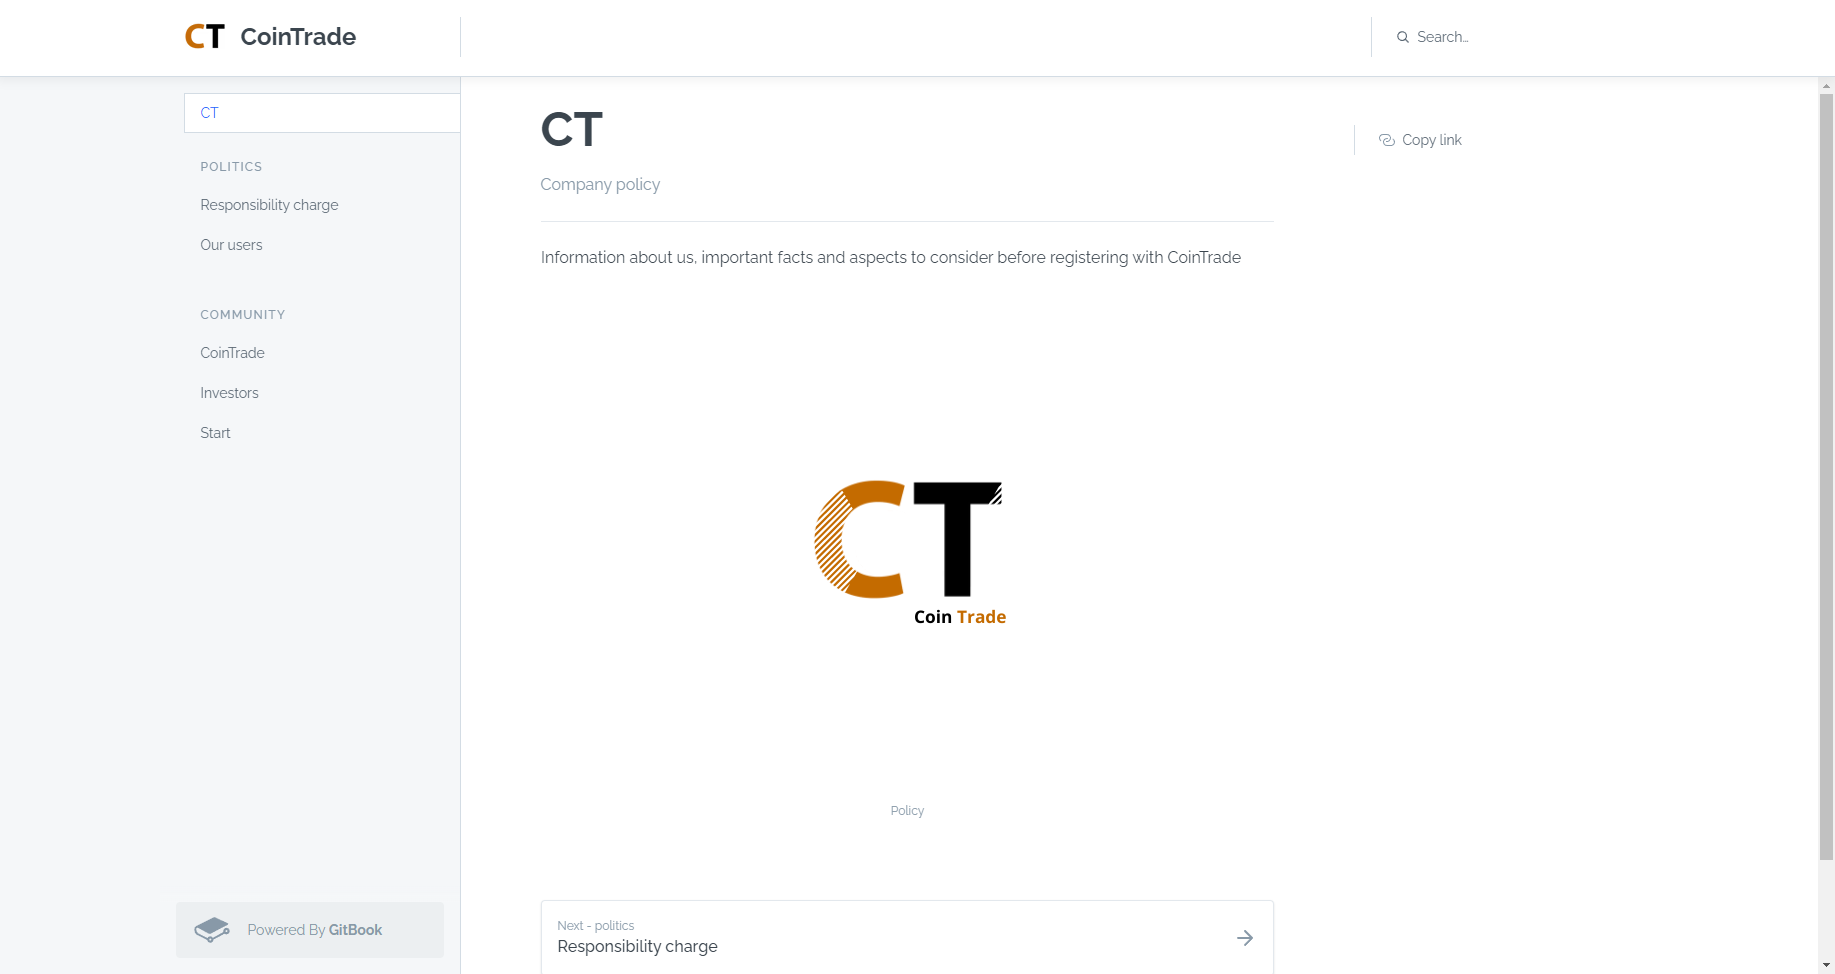 CT CoinTrade
Search...
CT
POLITICS
Responsibility charge
Our users
COMMUNITY
CoinTrade
Investors
Start
Powered By GitBook
CT
Copy link
Company policy
Information about us, important facts and aspects to consider before registering with CoinTrade
CT
Coin Trade
Policy
Next - politics
Responsibility charge